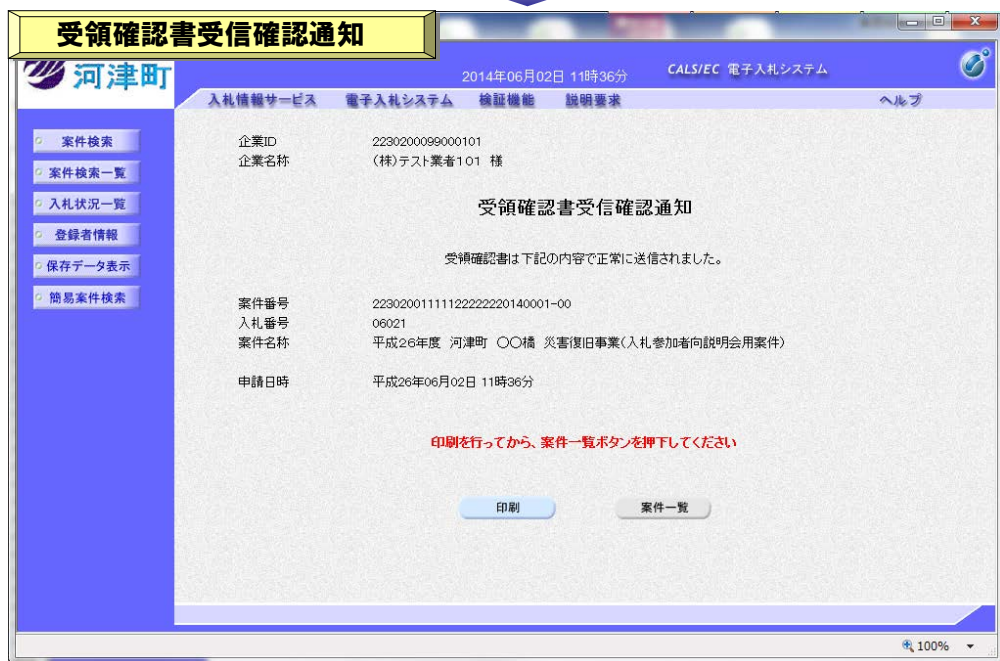 受領確認書受信確認通知
河津町
2014年06月02日 11時36分
CALS/EC 電子入札システム
入札情報サービス 電子入札システム 検証機能 説明要求 ヘルプ
案件検索
案件検索一覧
入札状況一覧
登録者情報
保存データ表示
簡易案件検索
企業ID 2230200099000101
企業名称 (株)テスト業者101 様
受領確認書受信確認通知
受領確認書は下記の内容で正常に送信されました。
案件番号 22302001111122222220140001-00
入札番号 06021
案件名称 平成26年度 河津町 〇〇橋 災害復旧事業(入札参加者向説明会用案件)
申請日時 平成26年06月02日 11時36分
印刷を行ってから、案件一覧ボタンを押下してください
印刷 案件一覧
100%